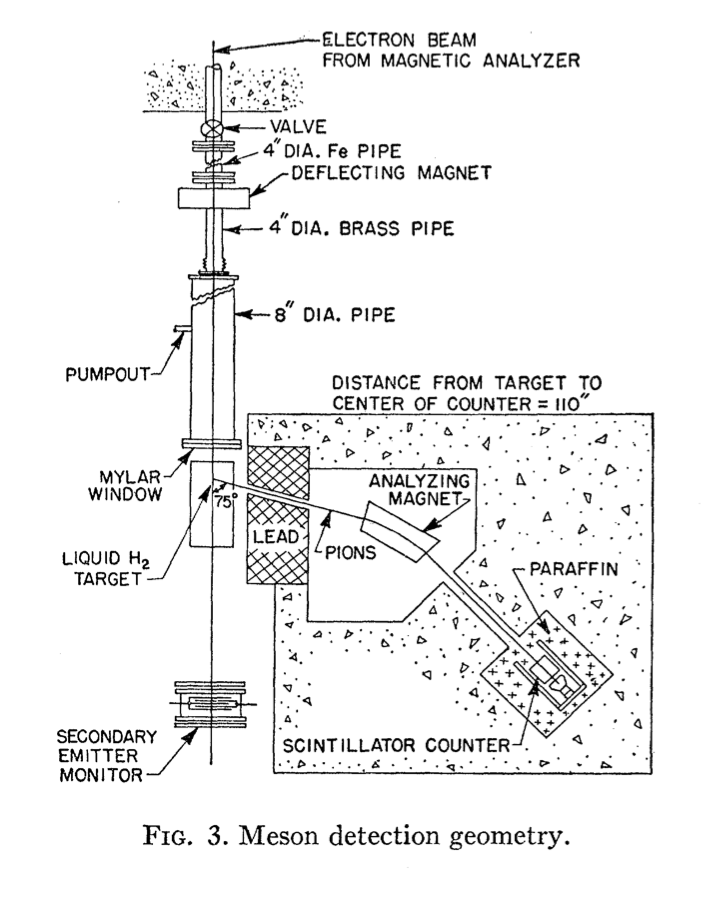 ELECTRON BEAM
FROM MAGNETIC ANALYZER
VALVE
4" DIA. Fe PIPE
DEFLECTING MAGNET
4" DIA. BRASS PIPE
8" DIA. PIPE
PUMPOUT
DISTANCE FROM TARGET TO
CENTER OF COUNTER = 110"
MYLAR
WINDOW
ANALYZING
MAGNET
75°
LEAD
PIONS
LIQUID H₂
TARGET
PARAFFIN
SECONDARY
EMITTER
MONITOR
SCINTILLATOR COUNTER
FIG. 3. Meson detection geometry.